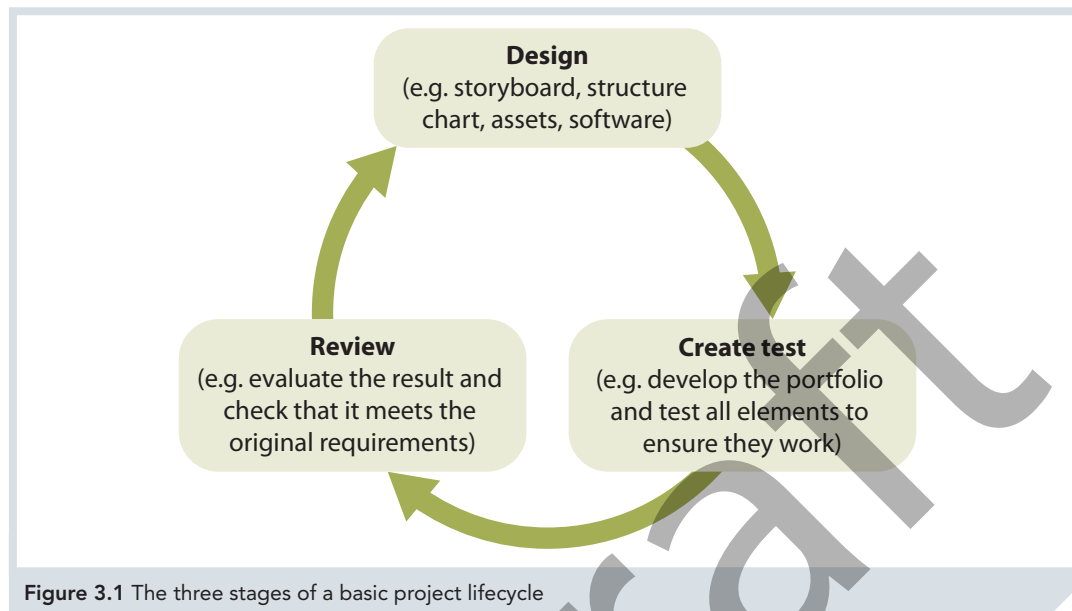 Design
(e.g. storyboard, structure
chart, assets, software)
Review
(e.g. evaluate the result and
check that it meets the
original requirements)
Create test
(e.g. develop the portfolio
and test all elements to
ensure they work)
Figure 3.1 The three stages of a basic project lifecycle